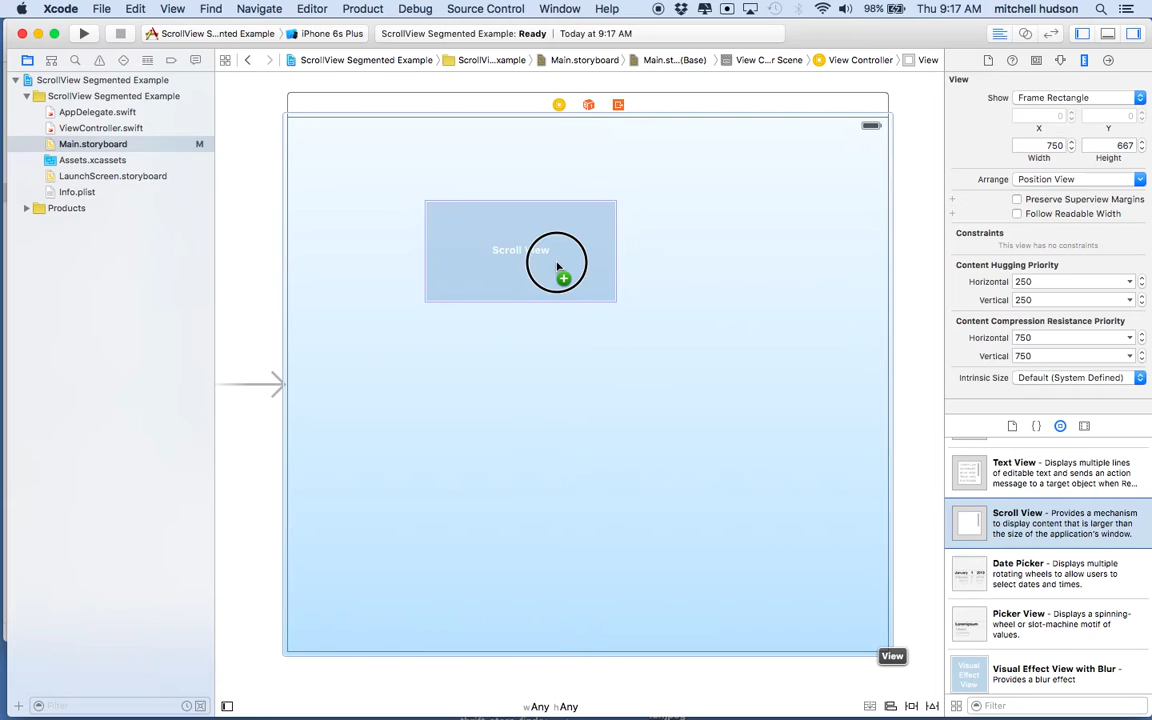 Xcode File Edit View Find Navigate Editor Product Debug Source Control Window Help 98% Thu 9:17 AM mitchell hudson
ScrollView S...nted Example iPhone 6s Plus ScrollView Segmented Example: Ready Today at 9:17 AM
ScrollView Segmented Example ScrollVi...xample Main.storyboard Main.st...(Base) View C...r Scene View Controller View
ScrollView Segmented Example
ScrollView Segmented Example
AppDelegate.swift
ViewController.swift
Main.storyboard M
Assets.xcassets
LaunchScreen.storyboard
Info.plist
Products
Filter
Scroll View
View
wAny hAny
View
Show Frame Rectangle
0 0
X Y
750 667
Width Height
Arrange Position View
Preserve Superview Margins
Follow Readable Width
Constraints
This view has no constraints
Content Hugging Priority
Horizontal 250
Vertical 250
Content Compression Resistance Priority
Horizontal 750
Vertical 750
Intrinsic Size Default (System Defined)
Text View - Displays multiple lines
of editable text and sends an action
message to a target object when Re...
Scroll View - Provides a mechanism
to display content that is larger than
the size of the application's window.
Date Picker - Displays multiple
rotating wheels to allow users to
select dates and times.
Picker View - Displays a spinning-
wheel or slot-machine motif of
values.
Visual Effect View with Blur -
Provides a blur effect
Visual
Effect
View
Filter